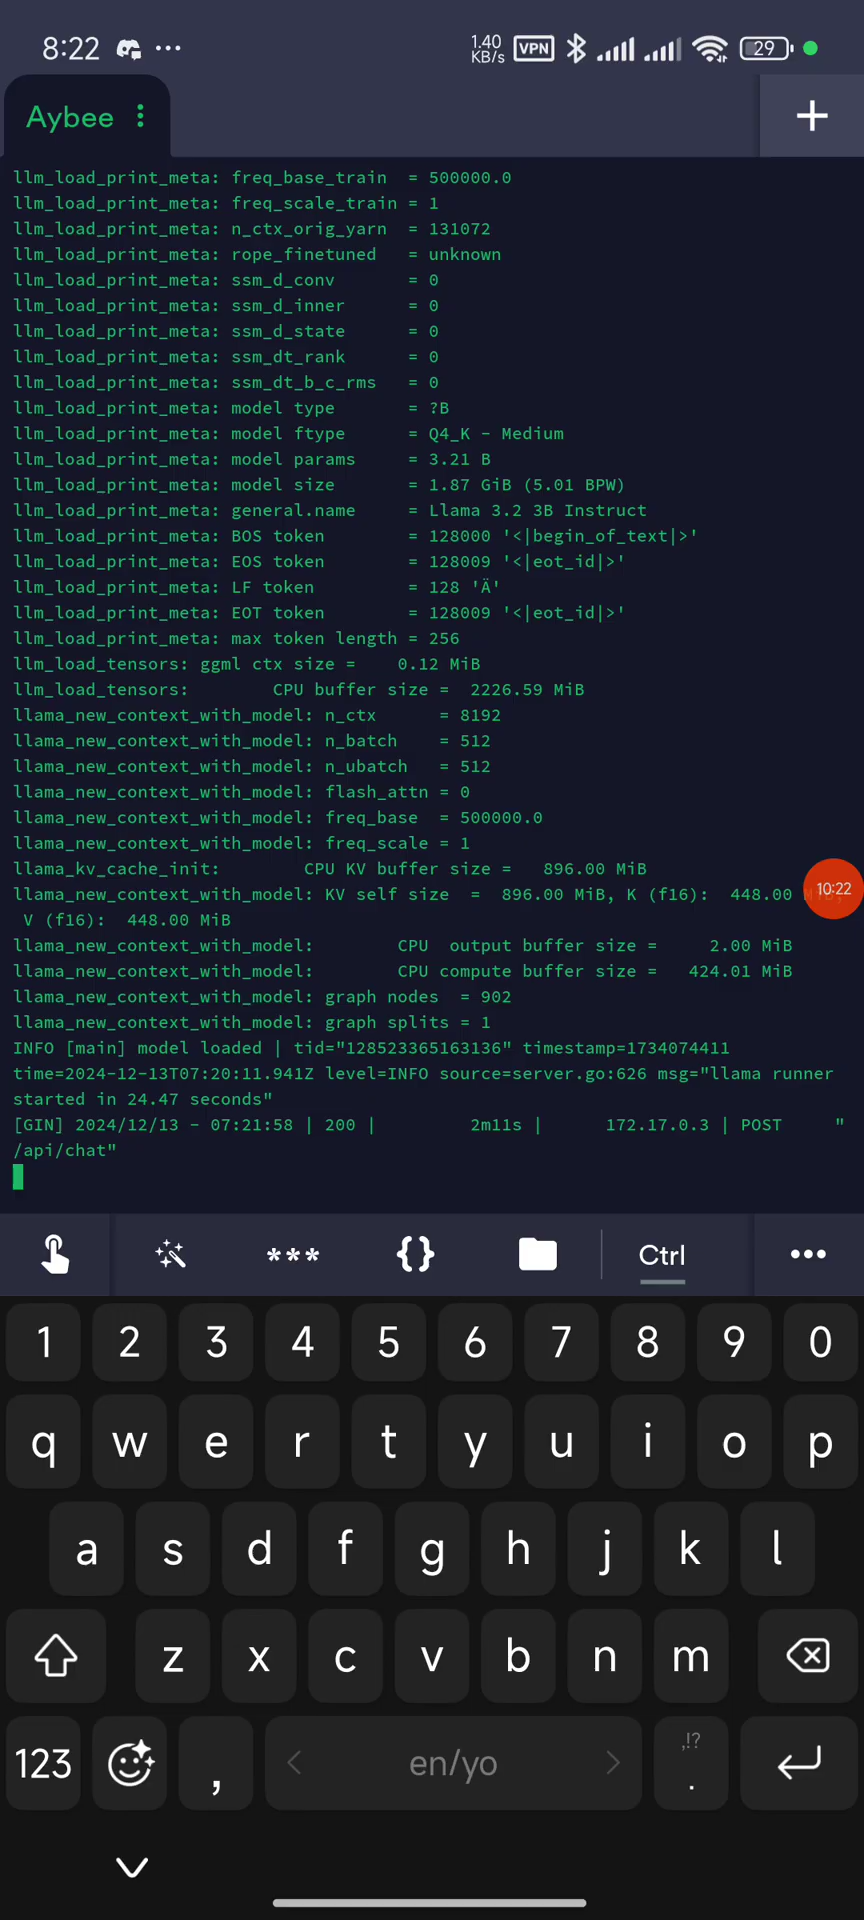 8:22 ... 1.40 KB/s VPN 29
Aybee
llm_load_print_meta: freq_base_train = 500000.0
llm_load_print_meta: freq_scale_train = 1
llm_load_print_meta: n_ctx_orig_yarn = 131072
llm_load_print_meta: rope_finetuned = unknown
llm_load_print_meta: ssm_d_conv = 0
llm_load_print_meta: ssm_d_inner = 0
llm_load_print_meta: ssm_d_state = 0
llm_load_print_meta: ssm_dt_rank = 0
llm_load_print_meta: ssm_dt_b_c_rms = 0
llm_load_print_meta: model type = ?B
llm_load_print_meta: model ftype = Q4_K - Medium
llm_load_print_meta: model params = 3.21 B
llm_load_print_meta: model size = 1.87 GiB (5.01 BPW)
llm_load_print_meta: general.name = Llama 3.2 3B Instruct
llm_load_print_meta: BOS token = 128000 '<|begin_of_text|>'
llm_load_print_meta: EOS token = 128009 '<|eot_id|>'
llm_load_print_meta: LF token = 128 'Ä'
llm_load_print_meta: EOT token = 128009 '<|eot_id|>'
llm_load_print_meta: max token length = 256
llm_load_tensors: ggml ctx size = 0.12 MiB
llm_load_tensors: CPU buffer size = 2226.59 MiB
llama_new_context_with_model: n_ctx = 8192
llama_new_context_with_model: n_batch = 512
llama_new_context_with_model: n_ubatch = 512
llama_new_context_with_model: flash_attn = 0
llama_new_context_with_model: freq_base = 500000.0
llama_new_context_with_model: freq_scale = 1
llama_kv_cache_init: CPU KV buffer size = 896.00 MiB
10:22
llama_new_context_with_model: KV self size = 896.00 MiB, K (f16): 448.00
V (f16): 448.00 MiB
llama_new_context_with_model: CPU output buffer size = 2.00 MiB
llama_new_context_with_model: CPU compute buffer size = 424.01 MiB
llama_new_context_with_model: graph nodes = 902
llama_new_context_with_model: graph splits = 1
INFO [main] model loaded | tid="128523365163136" timestamp=1734074411
time=2024-12-13T07:20:11.941Z level=INFO source=server.go:626 msg="llama runner
started in 24.47 seconds"
[GIN] 2024/12/13 - 07:21:58 | 200 | 2m11s | 172.17.0.3 | POST "
/api/chat"
*** {} Ctrl ...
1 2 3 4 5 6 7 8 9 0
q w e r t y u i o p
a s d f g h j k l
z x c v b n m
123 , < en/yo > ,!? .